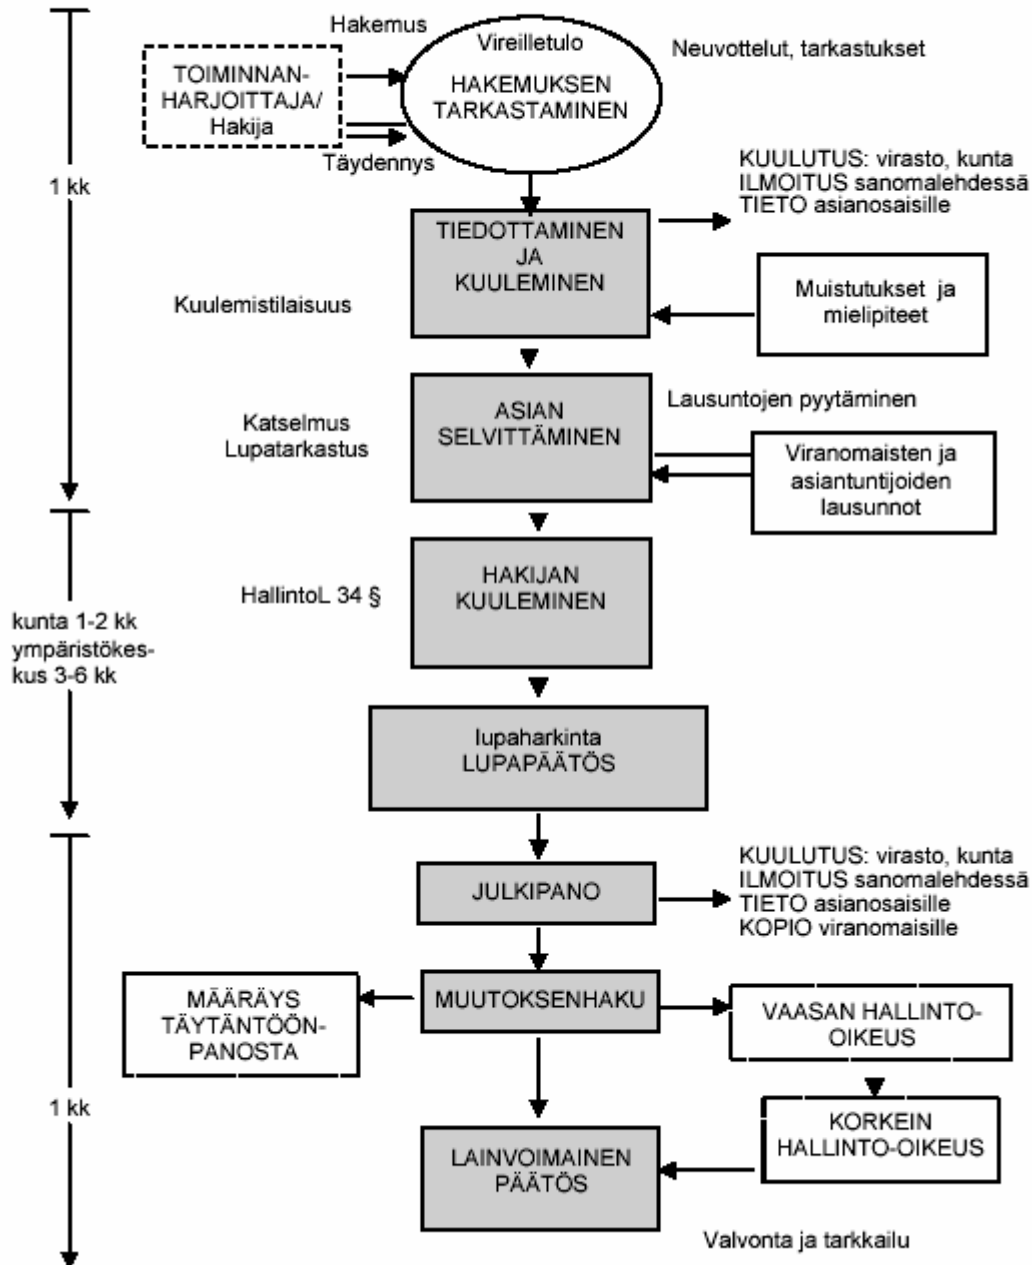 Hakemus
Vireilletulo
HAKEMUKSEN
TARKASTAMINEN
Neuvottelut, tarkastukset
TOIMINNAN-
HARJOITTAJA/
Hakija
Täydennys
1 kk
KUULUTUS: virasto, kunta
ILMOITUS sanomalehdessä
TIETO asianosaisille
TIEDOTTAMINEN
JA
KUULEMINEN
Kuulemistilaisuus
Muistutukset ja
mielipiteet
Katselmus
Lupatarkastus
ASIAN
SELVITTÄMINEN
Lausuntojen pyytäminen
Viranomaisten ja
asiantuntijoiden
lausunnot
HallintoL 34 §
HAKIJAN
KUULEMINEN
kunta 1-2 kk
ympäristökes-
kus 3-6 kk
lupaharkinta
LUPAPÄÄTÖS
JULKIPANO
KUULUTUS: virasto, kunta
ILMOITUS sanomalehdessä
TIETO asianosaisille
KOPIO viranomaisille
MÄÄRÄYS
TÄYTÄNTÖÖN-
PANOSTA
MUUTOKSENHAKU
VAASAN HALLINTO-
OIKEUS
1 kk
KORKEIN
HALLINTO-OIKEUS
LAINVOIMAINEN
PÄÄTÖS
Valvonta ja tarkkailu